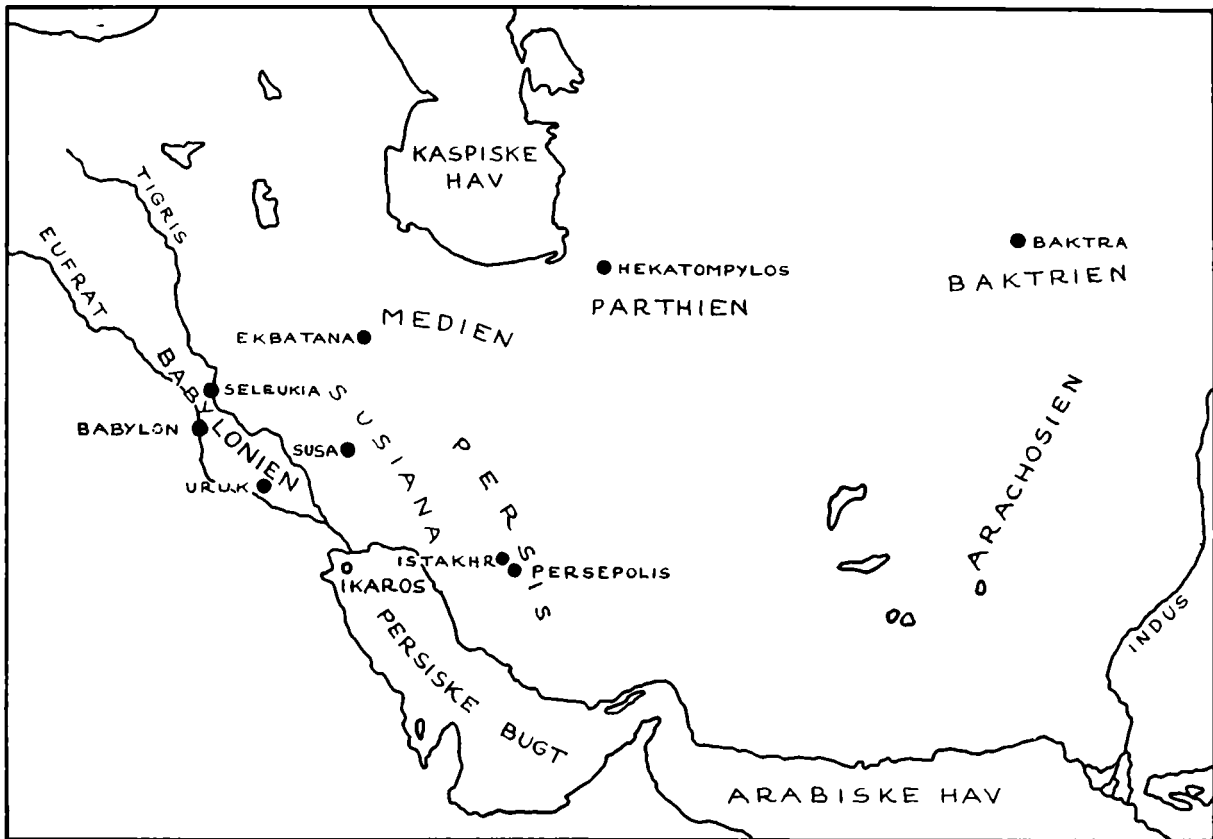 KASPISKE
HAV
TIGRIS
EUFRAT
BAKTRA
BAKTRIEN
HEKATOMPYLOS
PARTHIEN
MEDIEN
EKBATANA
SELEUKIA
BABYLONIEN
BABYLON
SUSIANA
SUSA
PERSIS
URUK
ARACHOSIEN
ISTAKHR
PERSEPOLIS
IKAROS
INDUS
PERSISKE BUGT
ARABISKE HAV